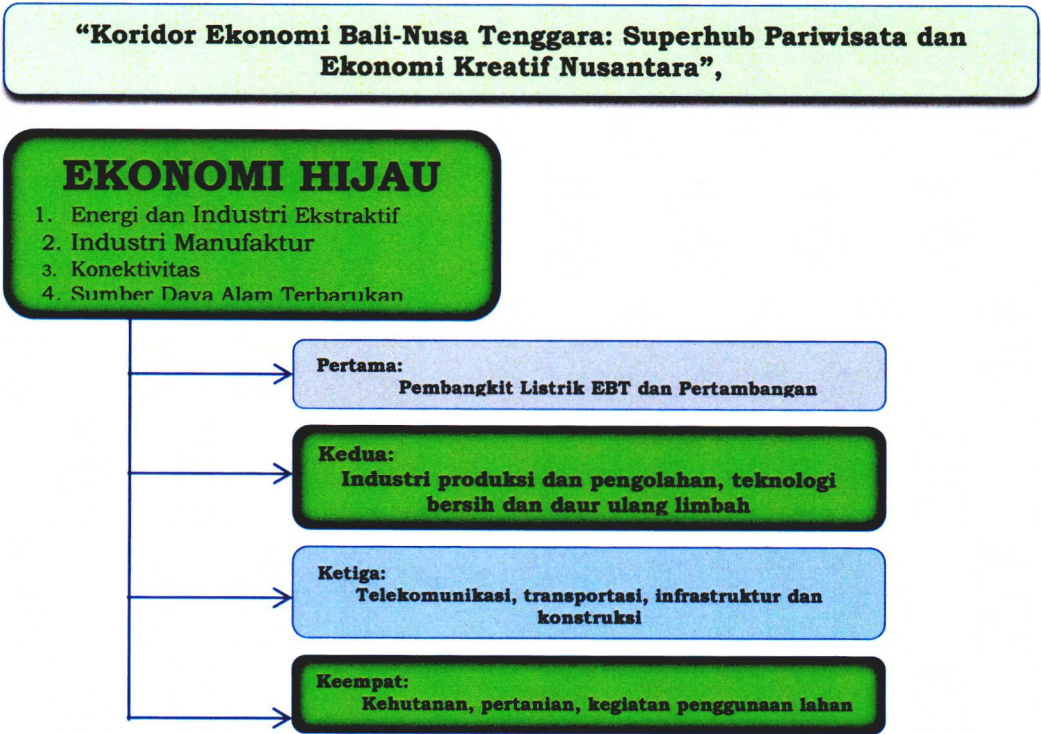 “Koridor Ekonomi Bali-Nusa Tenggara: Superhub Pariwisata dan
Ekonomi Kreatif Nusantara”,
EKONOMI HIJAU
1. Energi dan Industri Ekstraktif
2. Industri Manufaktur
3. Konektivitas
4. Sumber Daya Alam Terbarukan
Pertama:
Pembangkit Listrik EBT dan Pertambangan
Kedua:
Industri produksi dan pengolahan, teknologi
bersih dan daur ulang limbah
Ketiga:
Telekomunikasi, transportasi, infrastruktur dan
konstruksi
Keempat:
Kehutanan, pertanian, kegiatan penggunaan lahan